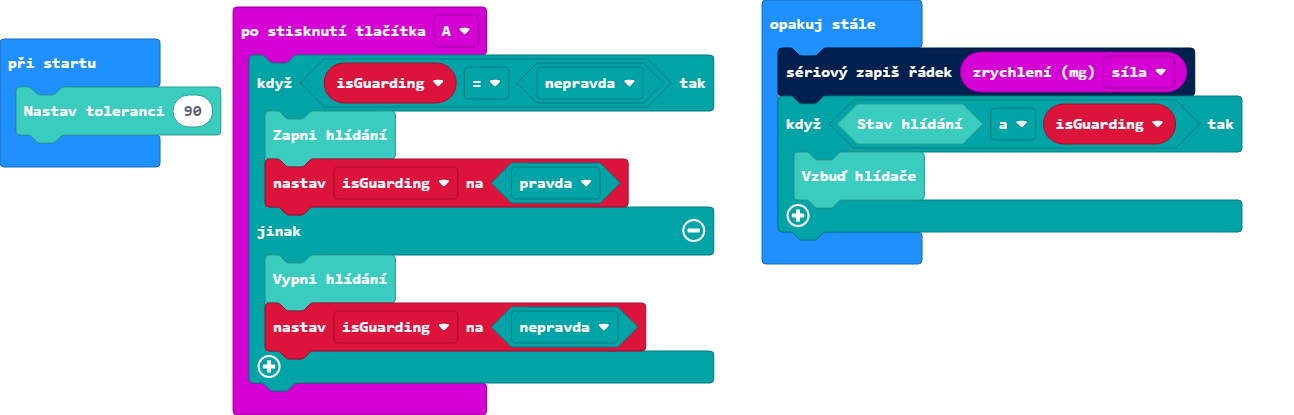 při startu
Nastav toleranci 90
po stisknutí tlačítka A
když isGuarding = nepravda tak
Zapni hlídání
nastav isGuarding na pravda
jinak
Vypni hlídání
nastav isGuarding na nepravda
opakuj stále
sériový zapiš řádek zrychlení (mg) síla
když Stav hlídání a isGuarding tak
Vzbuď hlídače